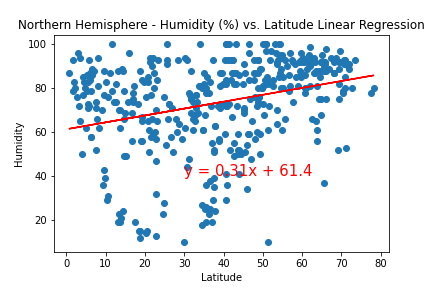 Northern Hemisphere - Humidity (%) vs. Latitude Linear Regression
100
80
60
40
20
Humidity
y = 0.31x + 61.4
0 10 20 30 40 50 60 70 80
Latitude